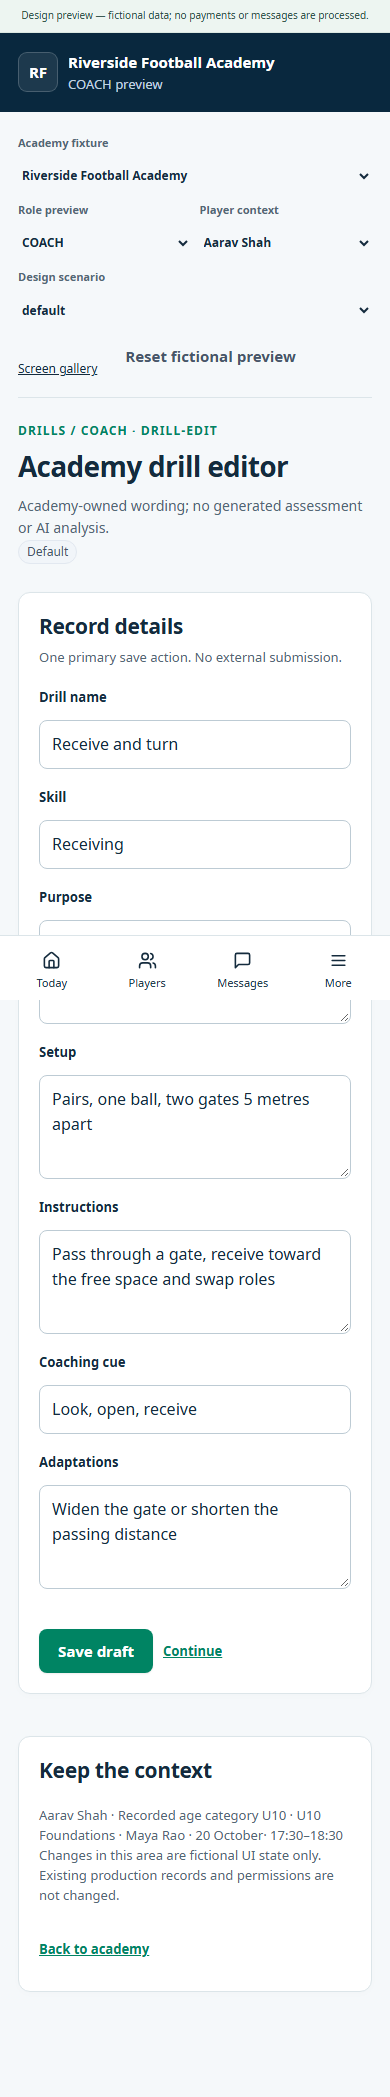 Design preview — fictional data; no payments or messages are processed.
RF
Riverside Football Academy
COACH preview
Academy fixture
Riverside Football Academy
Role preview
Player context
COACH
Aarav Shah
Design scenario
default
Screen gallery
Reset fictional preview
DRILLS / COACH · DRILL-EDIT
Academy drill editor
Academy-owned wording; no generated assessment
or AI analysis.
Default
Record details
One primary save action. No external submission.
Drill name
Receive and turn
Skill
Receiving
Purpose
Today
Players
Messages
More
Setup
Pairs, one ball, two gates 5 metres
apart
Instructions
Pass through a gate, receive toward
the free space and swap roles
Coaching cue
Look, open, receive
Adaptations
Widen the gate or shorten the
passing distance
Save draft
Continue
Keep the context
Aarav Shah · Recorded age category U10 · U10
Foundations · Maya Rao · 20 October· 17:30–18:30
Changes in this area are fictional UI state only.
Existing production records and permissions are
not changed.
Back to academy